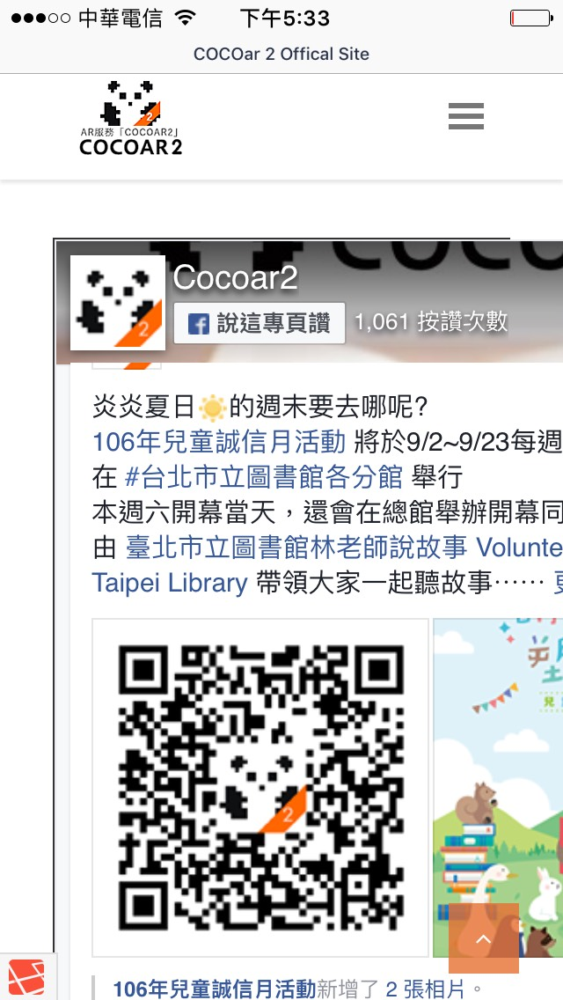 中華電信
下午5:33
COCOar 2 Offical Site
AR服務「COCOAR2」
COCOAR 2
Cocoar2
說這專頁讚
1,061 按讚次數
炎炎夏日☀️的週末要去哪呢?
106年兒童誠信月活動 將於9/2~9/23每週
在 #台北市立圖書館各分館 舉行
本週六開幕當天，還會在總館舉辦開幕同
由 臺北市立圖書館林老師說故事 Volunte
Taipei Library 帶領大家一起聽故事⋯⋯
2
兒
106年兒童誠信月活動新增了 2 張相片。